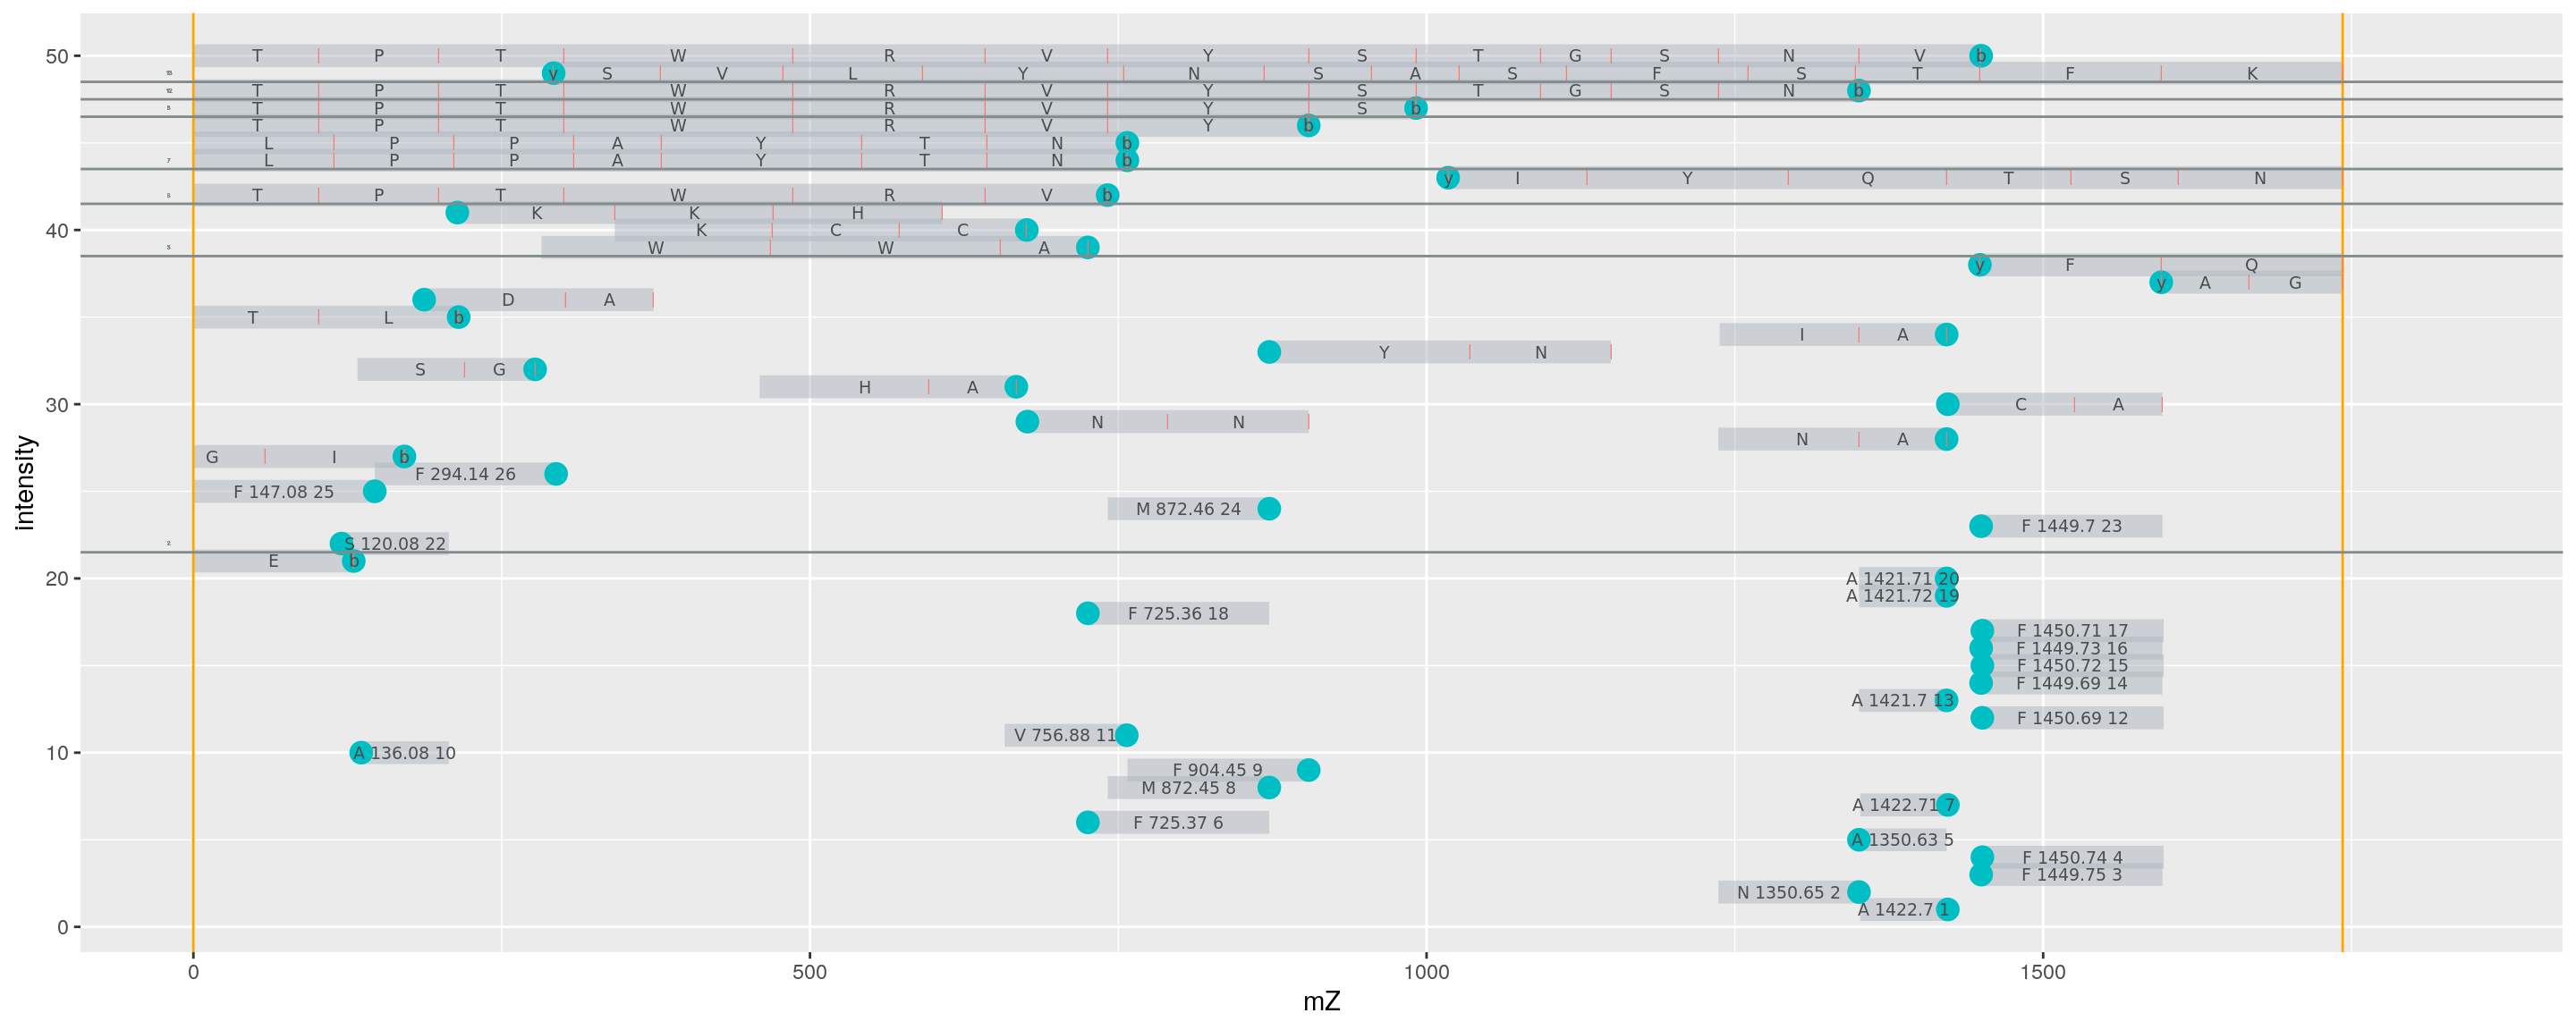 50
T P T W R V Y S T G S N V b
y S V L Y N S A S F S T F K
15
T P T W R V Y S T G S N b
12
T P T W R V Y S b
T P T W R V Y b
L P P A Y T N b
L P P A Y T N b
7
y I Y Q T S N
T P T W R V b
K K H
40
K C C
W W A
y F Q
y A G
D A
T L b
I A
Y N
S G
H A
30
C A
N N
N A
G I b
F 294.14 26
F 147.08 25
M 872.46 24
F 1449.7 23
S 120.08 22
2
E b
20
A 1421.71 20
A 1421.72 19
F 725.36 18
F 1450.71 17
F 1449.73 16
F 1450.72 15
F 1449.69 14
A 1421.7 13
F 1450.69 12
V 756.88 11
10
A 136.08 10
F 904.45 9
M 872.45 8
A 1422.71 7
F 725.37 6
A 1350.63 5
F 1450.74 4
F 1449.75 3
N 1350.65 2
A 1422.7 1
0
0 500 1000 1500
mZ
intensity